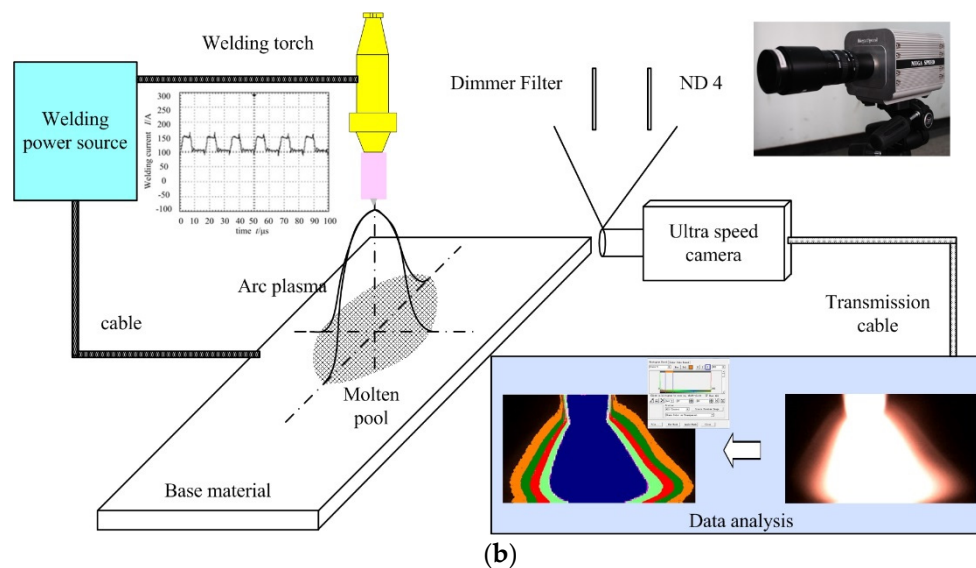 Welding torch
Welding
power source
Welding current I/A
300
250
200
150
100
50
0
-50
-100
0 10 20 30 40 50 60 70 80 90 100
time t/μs
Dimmer Filter
ND 4
MEGA SPEED
Ultra speed
camera
Arc plasma
cable
Transmission
cable
Molten
pool
Base material
Data analysis
(b)